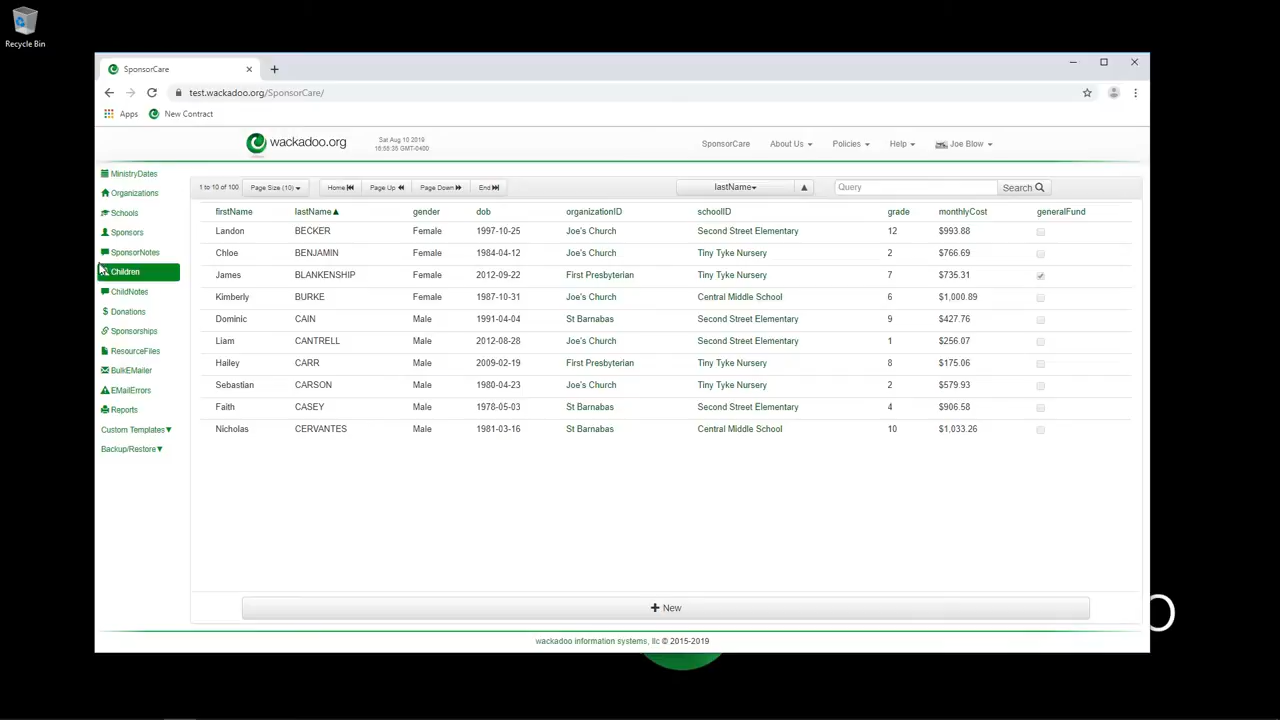 Recycle Bin
SponsorCare
test.wackadoo.org/SponsorCare/
Apps New Contract
wackadoo.org
Sat Aug 10 2019
16:55:35 GMT-0400
SponsorCare About Us Policies Help Joe Blow
MinistryDates
Organizations
Schools
Sponsors
SponsorNotes
Children
ChildNotes
Donations
Sponsorships
ResourceFiles
BulkEMailer
EMailErrors
Reports
Custom Templates▼
Backup/Restore▼
1 to 10 of 100 Page Size (10) Home Page Up Page Down End lastName ▲ Query Search
firstName lastName▲ gender dob organizationID schoolID grade monthlyCost generalFund
Landon BECKER Female 1997-10-25 Joe's Church Second Street Elementary 12 $993.88
Chloe BENJAMIN Female 1984-04-12 Joe's Church Tiny Tyke Nursery 2 $766.69
James BLANKENSHIP Female 2012-09-22 First Presbyterian Tiny Tyke Nursery 7 $735.31
Kimberly BURKE Female 1987-10-31 Joe's Church Central Middle School 6 $1,000.89
Dominic CAIN Male 1991-04-04 St Barnabas Second Street Elementary 9 $427.76
Liam CANTRELL Male 2012-08-28 Joe's Church Second Street Elementary 1 $256.07
Hailey CARR Male 2009-02-19 First Presbyterian Tiny Tyke Nursery 8 $175.06
Sebastian CARSON Male 1980-04-23 Joe's Church Tiny Tyke Nursery 2 $579.93
Faith CASEY Male 1978-05-03 St Barnabas Second Street Elementary 4 $906.58
Nicholas CERVANTES Male 1981-03-16 St Barnabas Central Middle School 10 $1,033.26
New
wackadoo information systems, llc © 2015-2019